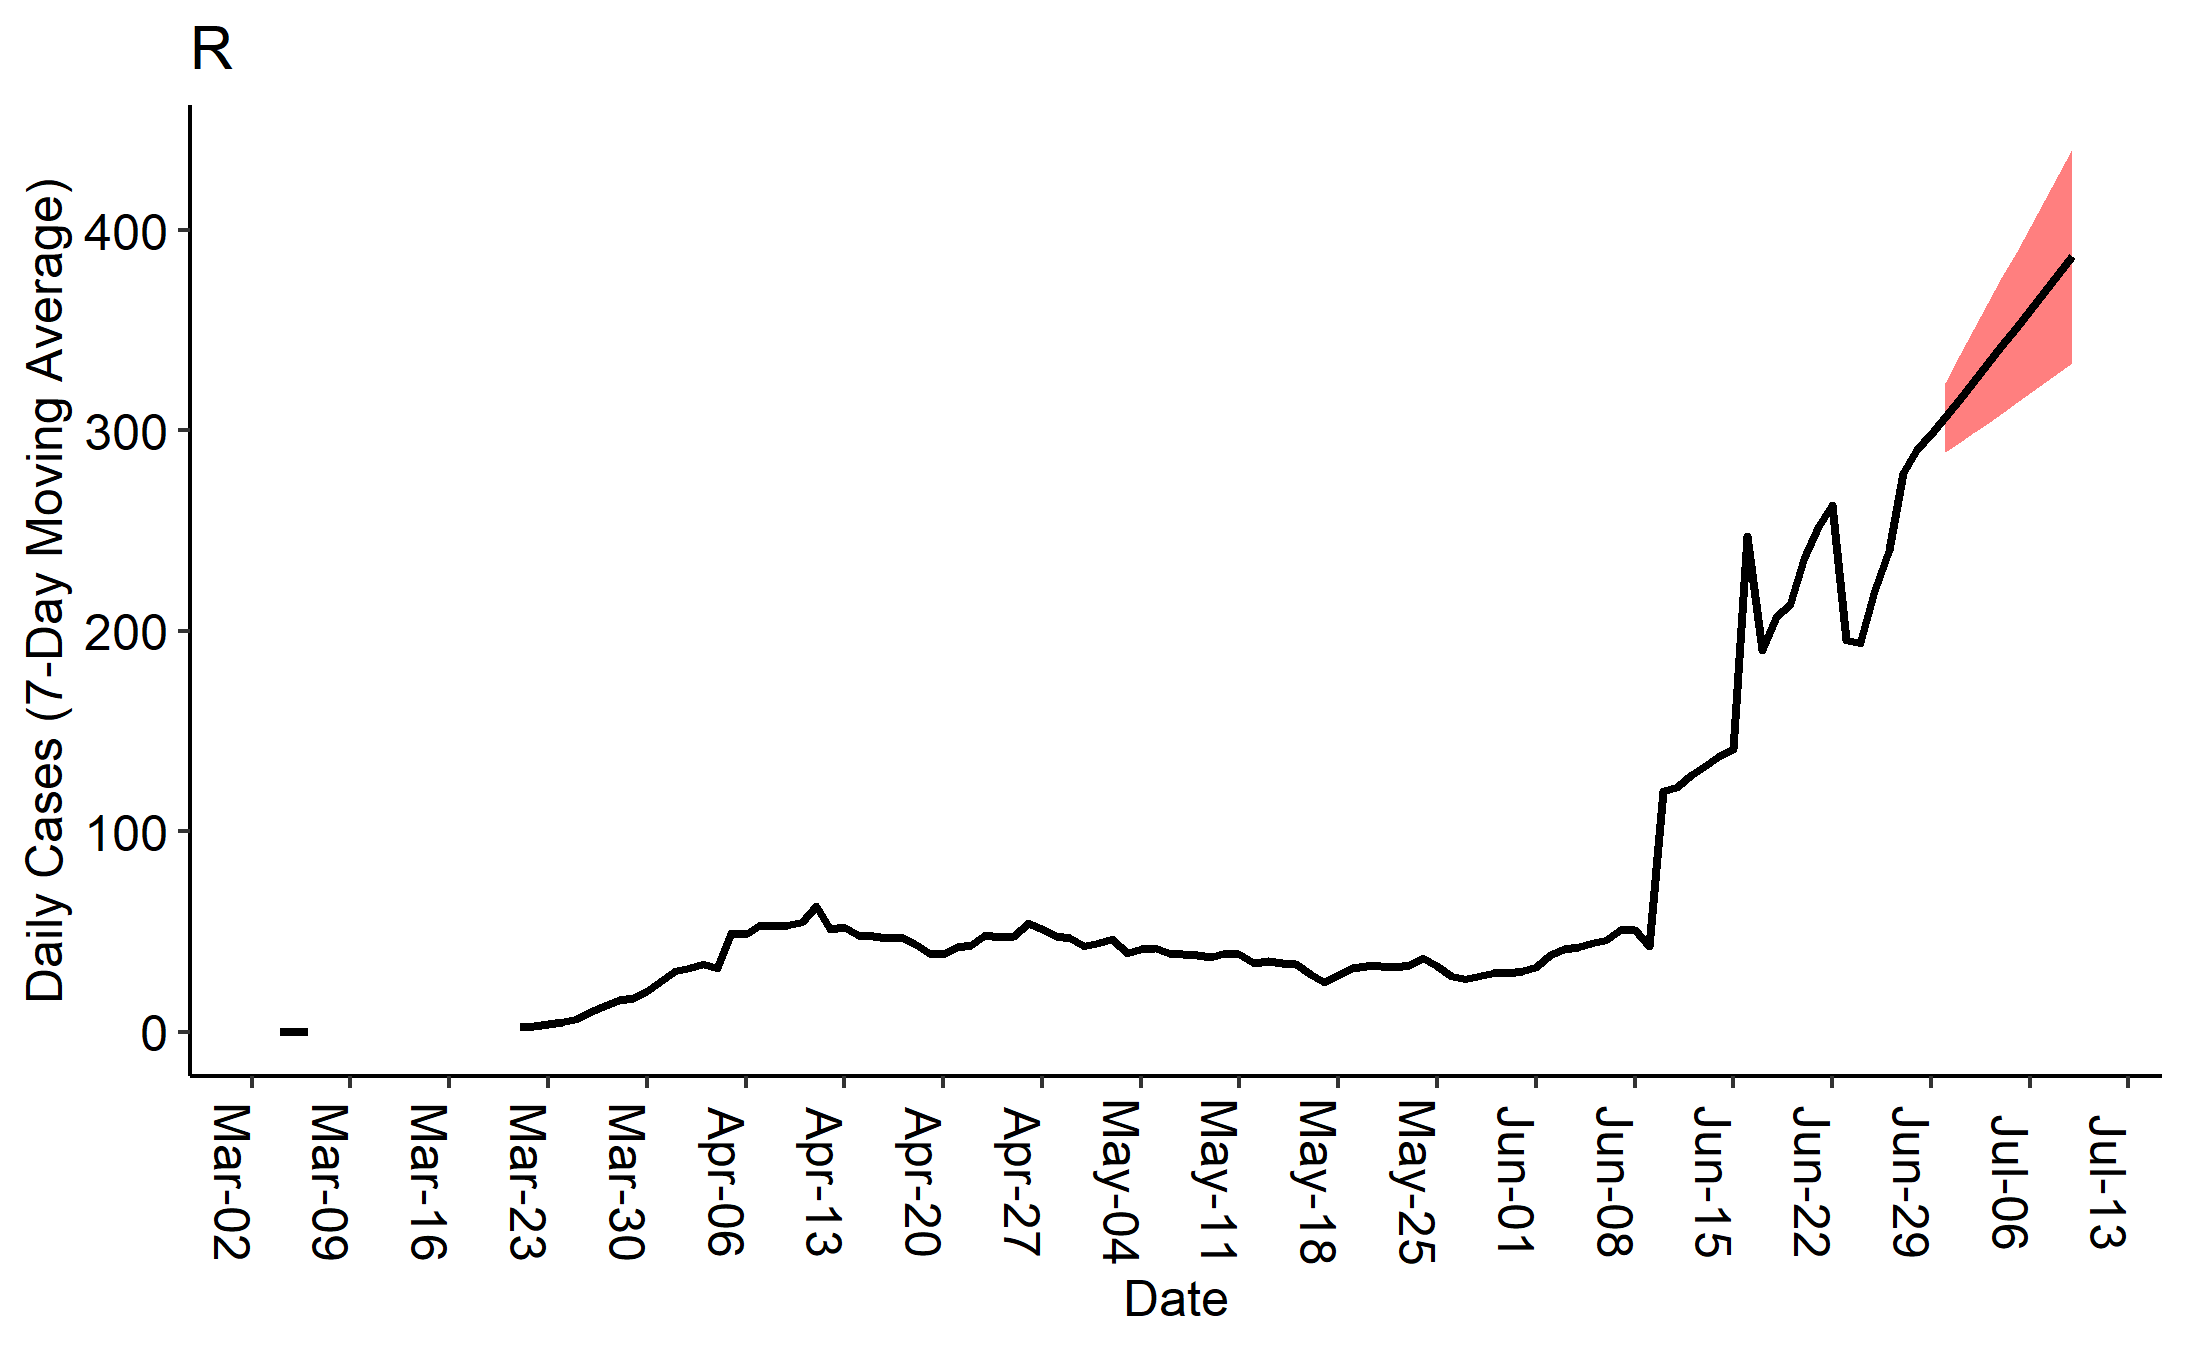 R
Daily Cases (7-Day Moving Average)
400
300
200
100
0
Mar-02
Mar-09
Mar-16
Mar-23
Mar-30
Apr-06
Apr-13
Apr-20
Apr-27
May-04
May-11
May-18
May-25
Jun-01
Jun-08
Jun-15
Jun-22
Jun-29
Jul-06
Jul-13
Date